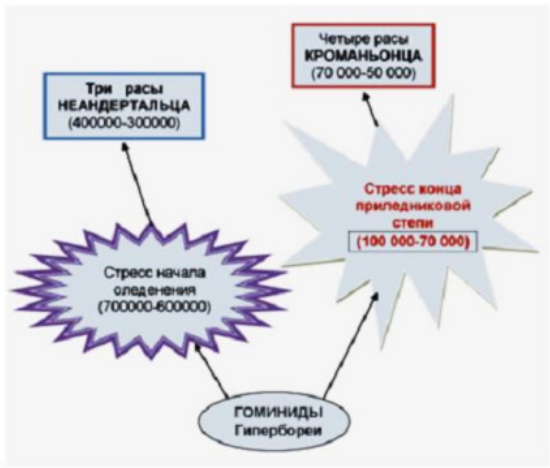 Четыре расы
КРОМАНЬОНЦА
(70 000-50 000)
Три расы
НЕАНДЕРТАЛЬЦА
(400000-300000)
Стресс конца
приледниковой
степи
(100 000-70 000)
Стресс начала
оледенения
(700000-600000)
ГОМИНИДЫ
Гипербореи